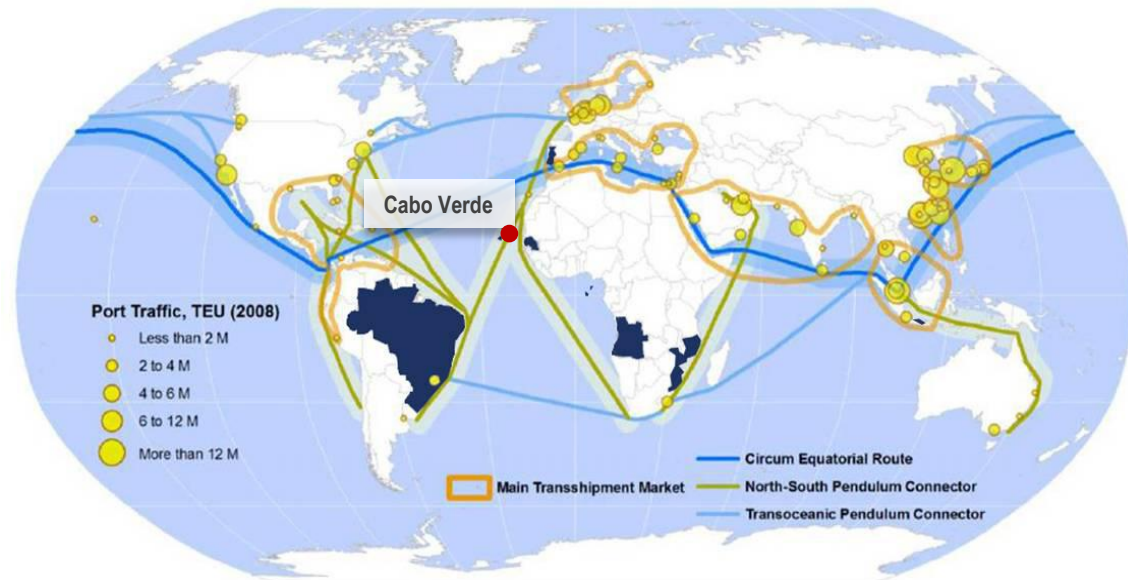 Cabo Verde
Port Traffic, TEU (2008)
Less than 2 M
2 to 4 M
4 to 6 M
6 to 12 M
More than 12 M
Main Transshipment Market
Circum Equatorial Route
North-South Pendulum Connector
Transoceanic Pendulum Connector